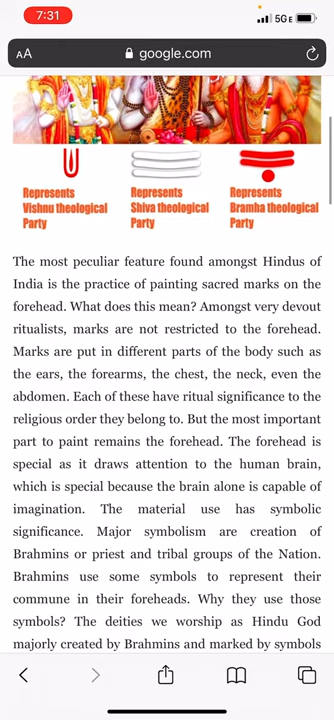 7:31
5G E
AA
google.com
Represents
Vishnu theological
Party
Represents
Shiva theological
Party
Represents
Bramha theological
Party
The most peculiar feature found amongst Hindus of
India is the practice of painting sacred marks on the
forehead. What does this mean? Amongst very devout
ritualists, marks are not restricted to the forehead.
Marks are put in different parts of the body such as
the ears, the forearms, the chest, the neck, even the
abdomen. Each of these have ritual significance to the
religious order they belong to. But the most important
part to paint remains the forehead. The forehead is
special as it draws attention to the human brain,
which is special because the brain alone is capable of
imagination. The material use has symbolic
significance. Major symbolism are creation of
Brahmins or priest and tribal groups of the Nation.
Brahmins use some symbols to represent their
commune in their foreheads. Why they use those
symbols? The deities we worship as Hindu God
majorly created by Brahmins and marked by symbols